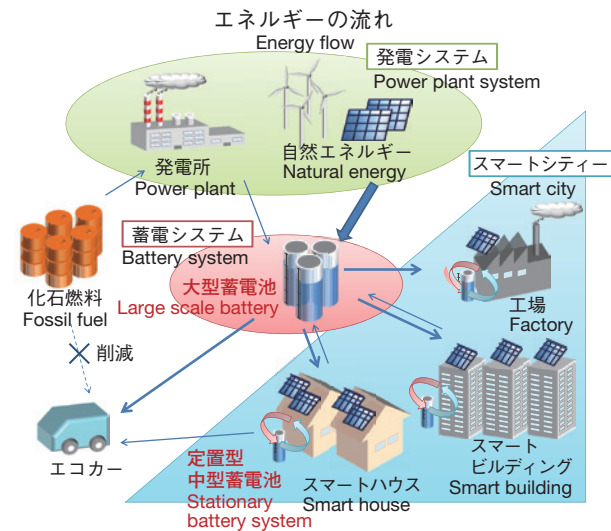 エネルギーの流れ
Energy flow
発電システム
Power plant system
発電所
Power plant
自然エネルギー
Natural energy
スマートシティー
Smart city
蓄電システム
Battery system
大型蓄電池
Large scale battery
化石燃料
Fossil fuel
工場
Factory
削減
エコカー
定置型
中型蓄電池
Stationary
battery system
スマートハウス
Smart house
スマート
ビルディング
Smart building